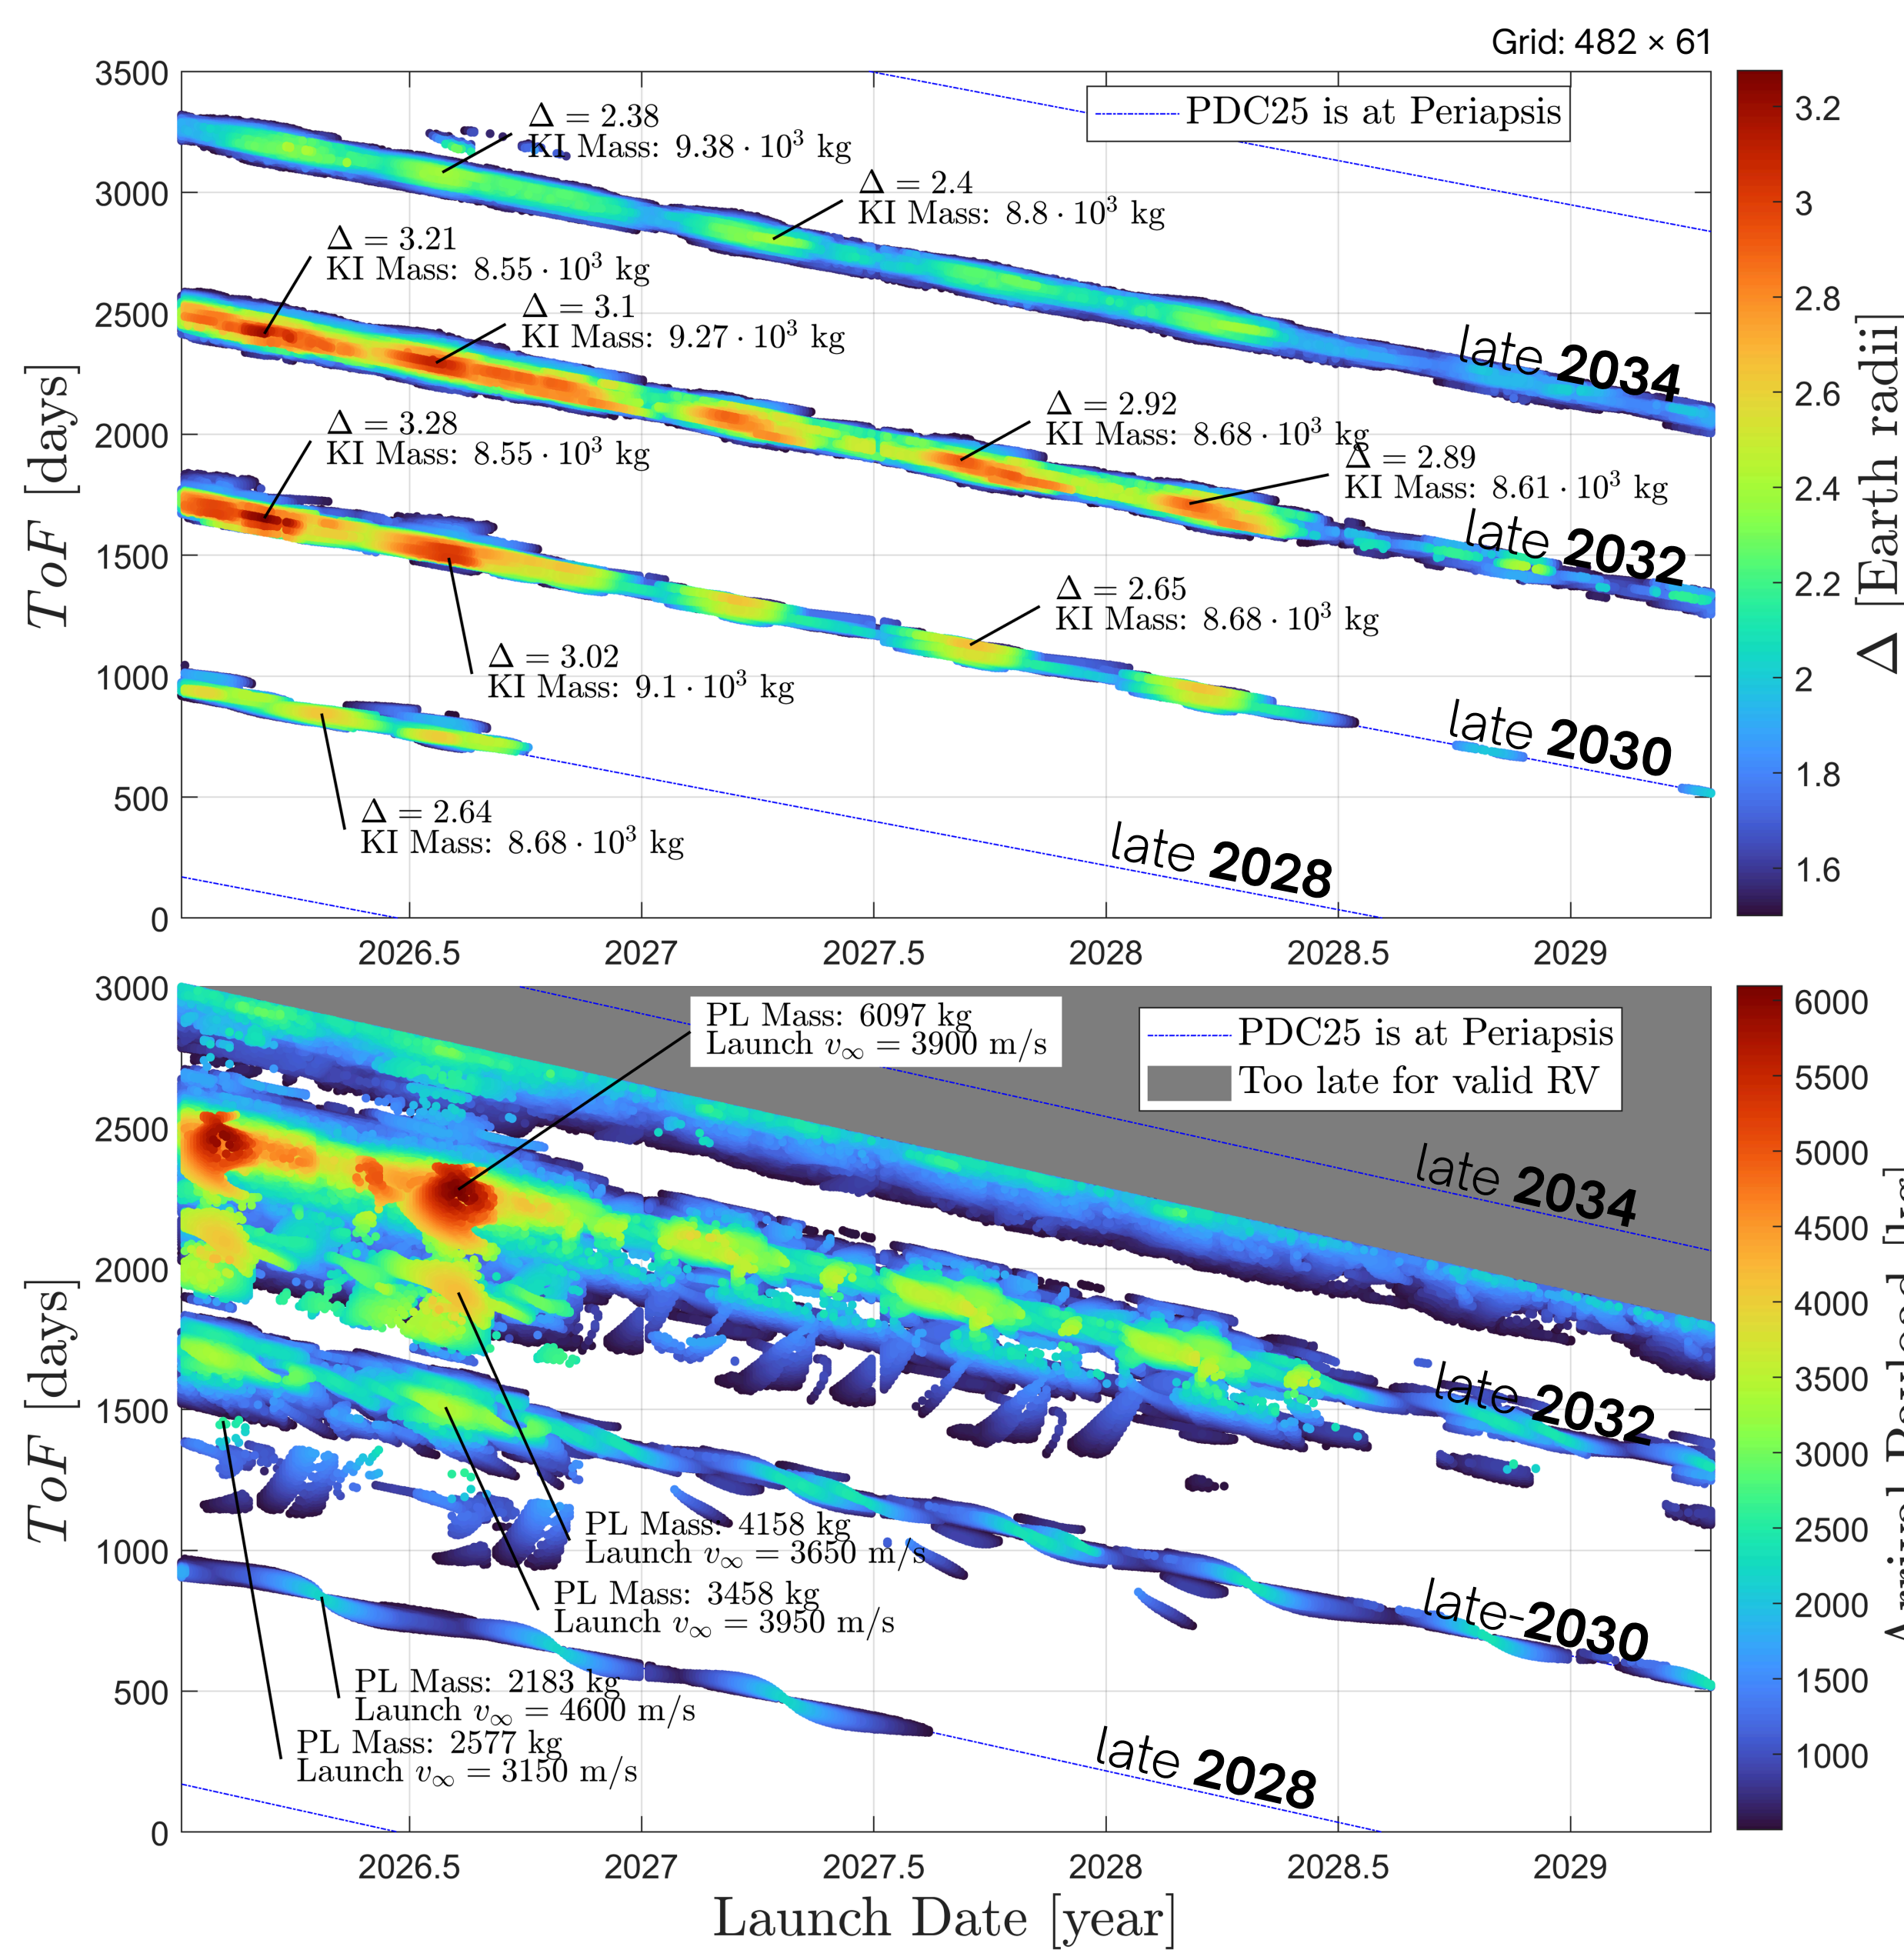 Grid: 482 × 61
3500
3000
2500
2000
1500
1000
500
0
ToF [days]
PDC25 is at Periapsis
Δ = 2.38
KI Mass: 9.38 · 10³ kg
Δ = 2.4
KI Mass: 8.8 · 10³ kg
Δ = 3.21
KI Mass: 8.55 · 10³ kg
Δ = 3.1
KI Mass: 9.27 · 10³ kg
late 2034
Δ = 3.28
KI Mass: 8.55 · 10³ kg
Δ = 2.92
KI Mass: 8.68 · 10³ kg
Δ = 2.89
KI Mass: 8.61 · 10³ kg
late 2032
Δ = 2.65
KI Mass: 8.68 · 10³ kg
Δ = 3.02
KI Mass: 9.1 · 10³ kg
late 2030
Δ = 2.64
KI Mass: 8.68 · 10³ kg
late 2028
2026.5
2027
2027.5
2028
2028.5
2029
3.2
3
2.8
2.6
2.4
2.2
2
1.8
1.6
Δ [Earth radii]
3000
2500
2000
1500
1000
500
0
ToF [days]
PL Mass: 6097 kg
Launch v∞ = 3900 m/s
PDC25 is at Periapsis
Too late for valid RV
late 2034
late 2032
PL Mass: 4158 kg
Launch v∞ = 3650 m/s
PL Mass: 3458 kg
Launch v∞ = 3950 m/s
late-2030
PL Mass: 2183 kg
Launch v∞ = 4600 m/s
PL Mass: 2577 kg
Launch v∞ = 3150 m/s
late 2028
2026.5
2027
2027.5
2028
2028.5
2029
Launch Date [year]
6000
5500
5000
4500
4000
3500
3000
2500
2000
1500
1000